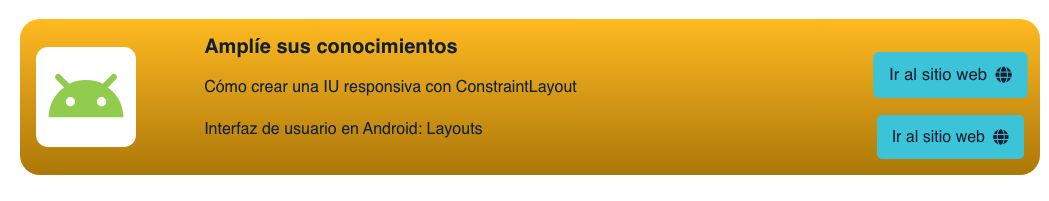 Amplíe sus conocimientos
Cómo crear una IU responsiva con ConstraintLayout
Ir al sitio web
Interfaz de usuario en Android: Layouts
Ir al sitio web